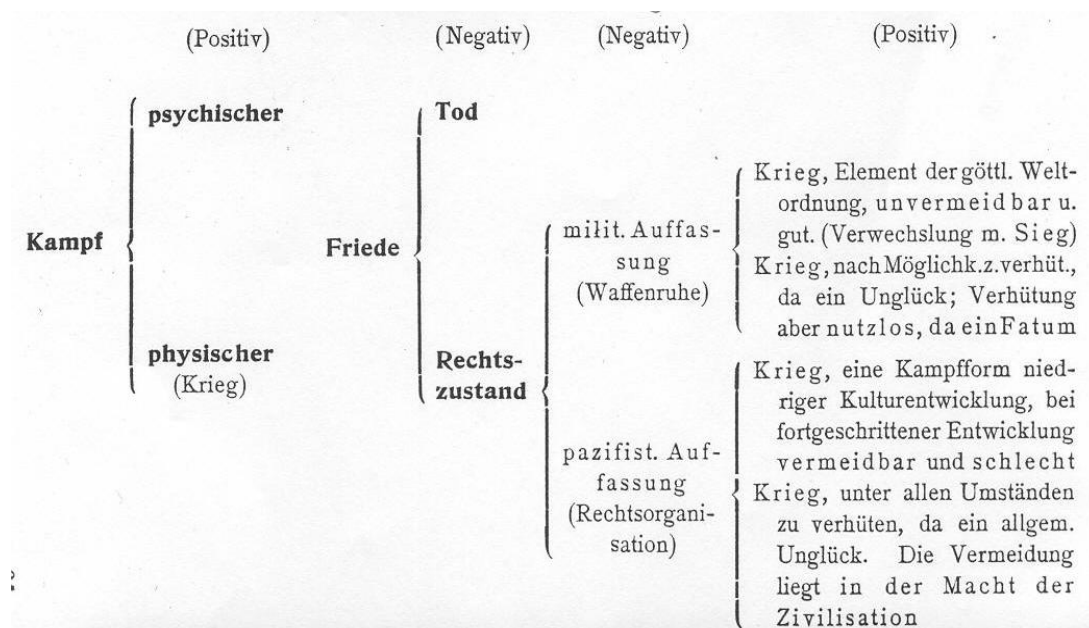 (Positiv) (Negativ) (Negativ) (Positiv)
psychischer
Kampf
physischer
(Krieg)
Tod
Friede
Rechts-
zustand
milit. Auffas-
sung
(Waffenruhe)
pazifist. Auf-
fassung
(Rechtsorgani-
sation)
Krieg, Element der göttl. Welt-
ordnung, unvermeidbar u.
gut. (Verwechslung m. Sieg)
Krieg, nach Möglichk. z. verhüt.,
da ein Unglück; Verhütung
aber nutzlos, da ein Fatum
Krieg, eine Kampfform nied-
riger Kulturentwicklung, bei
fortgeschrittener Entwicklung
vermeidbar und schlecht
Krieg, unter allen Umständen
zu verhüten, da ein allgem.
Unglück. Die Vermeidung
liegt in der Macht der
Zivilisation